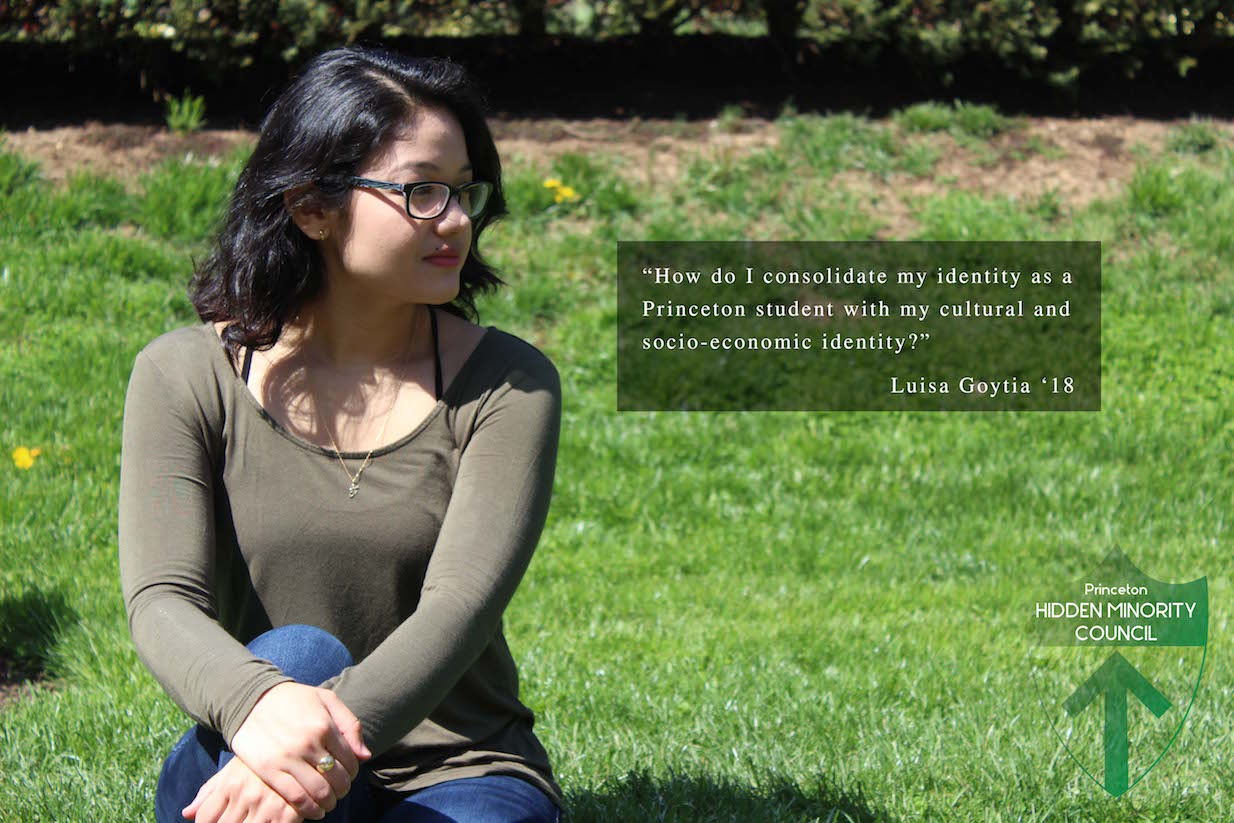 “How do I consolidate my identity as a
Princeton student with my cultural and
socio-economic identity?”
Luisa Goytia ‘18
Princeton
HIDDEN MINORITY
COUNCIL